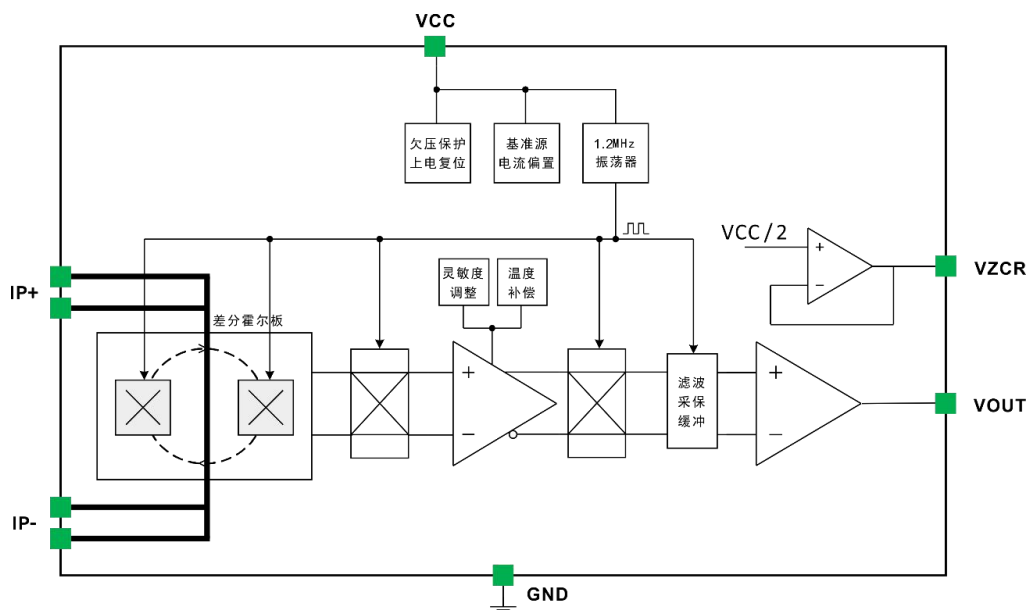 VCC
欠压保护
上电复位
基准源
电流偏置
1.2MHz
振荡器
VCC/2
+
-
VZCR
灵敏度
调整
温度
补偿
IP+
差分霍尔板
+
-
滤波
采保
缓冲
+
-
VOUT
IP-
GND